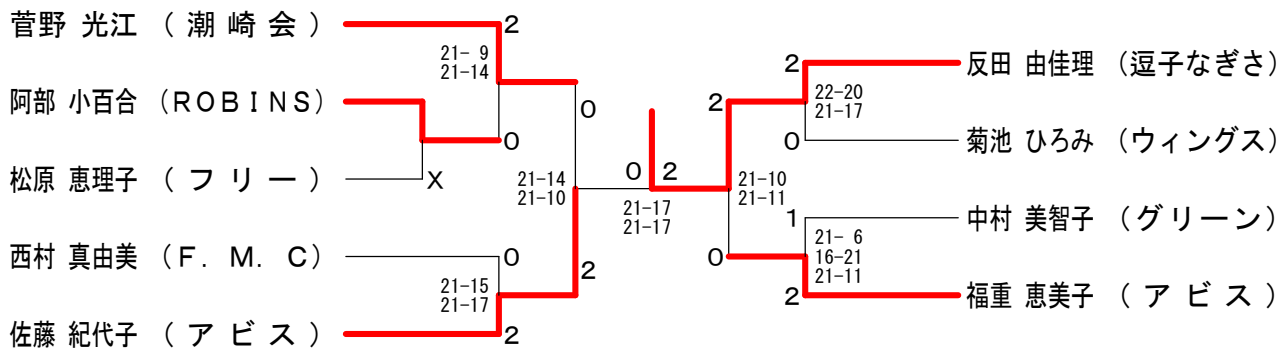 菅野 光江 （ 潮 崎 会 ）
2
21- 9
21-14
阿部 小百合 （ＲＯＢＩＮＳ）
0
松原 恵理子 （ フ リ ー ）
X
0
21-14
21-10
西村 真由美 （Ｆ．Ｍ．Ｃ）
0
2
21-15
21-17
佐藤 紀代子 （ ア ビ ス ）
2
0 2
21-17
21-17
2
反田 由佳理 （逗子なぎさ）
22-20
21-17
2
0
菊池 ひろみ （ウィングス）
21-10
21-11
1
中村 美智子 （グリーン）
21- 6
16-21
21-11
0
2
福重 恵美子 （ ア ビ ス ）